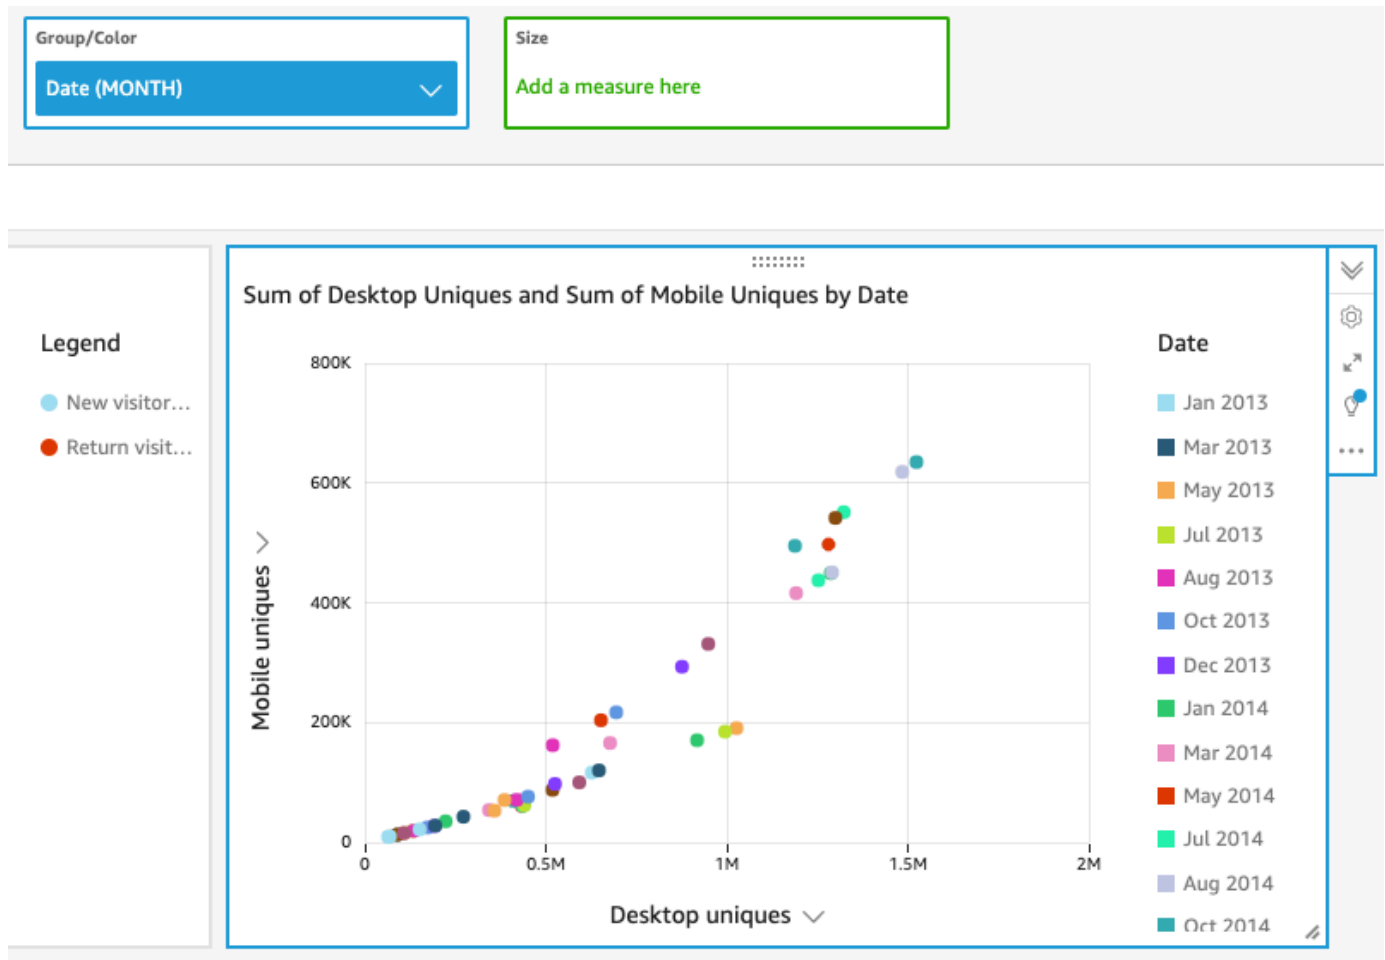 Group/Color
Date (MONTH)
Size
Add a measure here
Legend
New visitor...
Return visit...
Sum of Desktop Uniques and Sum of Mobile Uniques by Date
Mobile uniques
800K
600K
400K
200K
0
0
0.5M
1M
1.5M
2M
Desktop uniques
Date
Jan 2013
Mar 2013
May 2013
Jul 2013
Aug 2013
Oct 2013
Dec 2013
Jan 2014
Mar 2014
May 2014
Jul 2014
Aug 2014
Oct 2014